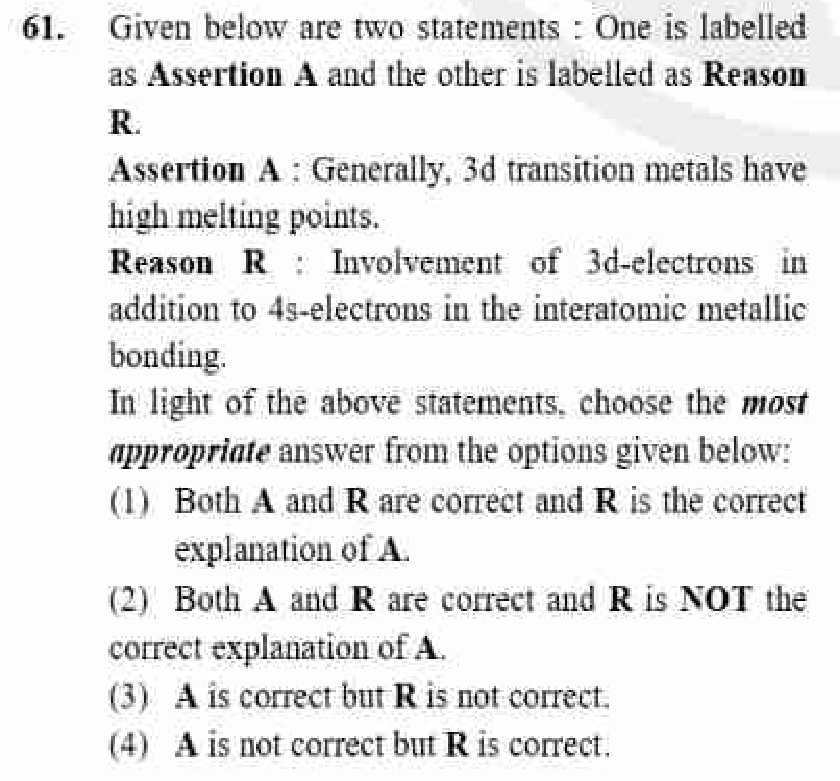 61. Given below are two statements : One is labelled
as Assertion A and the other is labelled as Reason
R.
Assertion A : Generally, 3d transition metals have
high melting points.
Reason R : Involvement of 3d-electrons in
addition to 4s-electrons in the interatomic metallic
bonding.
In light of the above statements, choose the most
appropriate answer from the options given below:
(1) Both A and R are correct and R is the correct
explanation of A.
(2) Both A and R are correct and R is NOT the
correct explanation of A.
(3) A is correct but R is not correct.
(4) A is not correct but R is correct.